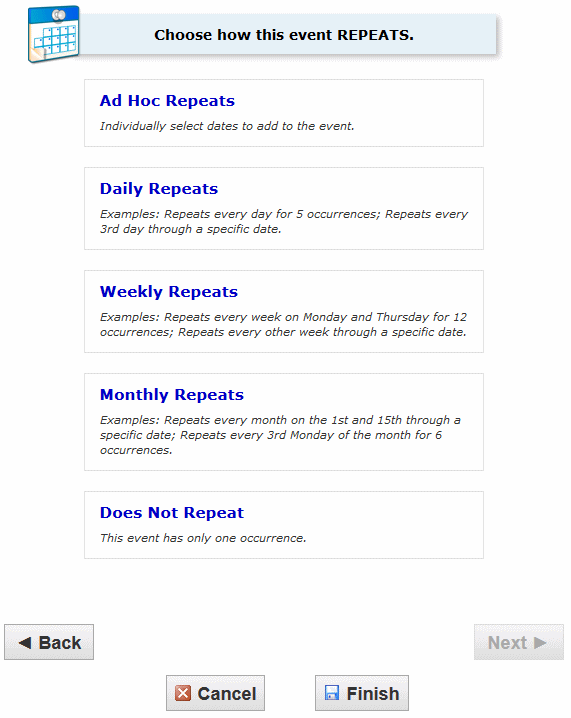 Choose how this event REPEATS.
Ad Hoc Repeats
Individually select dates to add to the event.
Daily Repeats
Examples: Repeats every day for 5 occurrences; Repeats every
3rd day through a specific date.
Weekly Repeats
Examples: Repeats every week on Monday and Thursday for 12
occurrences; Repeats every other week through a specific date.
Monthly Repeats
Examples: Repeats every month on the 1st and 15th through a
specific date; Repeats every 3rd Monday of the month for 6
occurrences.
Does Not Repeat
This event has only one occurrence.
Back
Next
Cancel
Finish